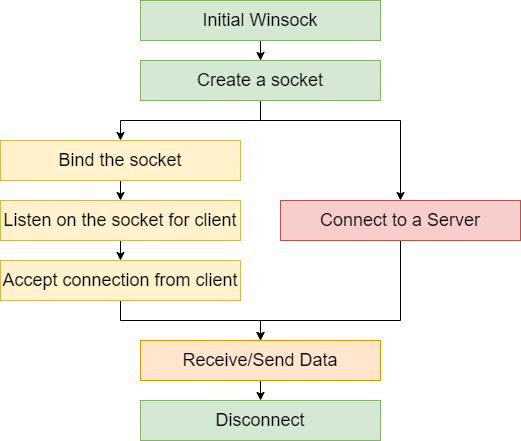 Initial Winsock
Create a socket
Bind the socket
Listen on the socket for client
Connect to a Server
Accept connection from client
Receive/Send Data
Disconnect